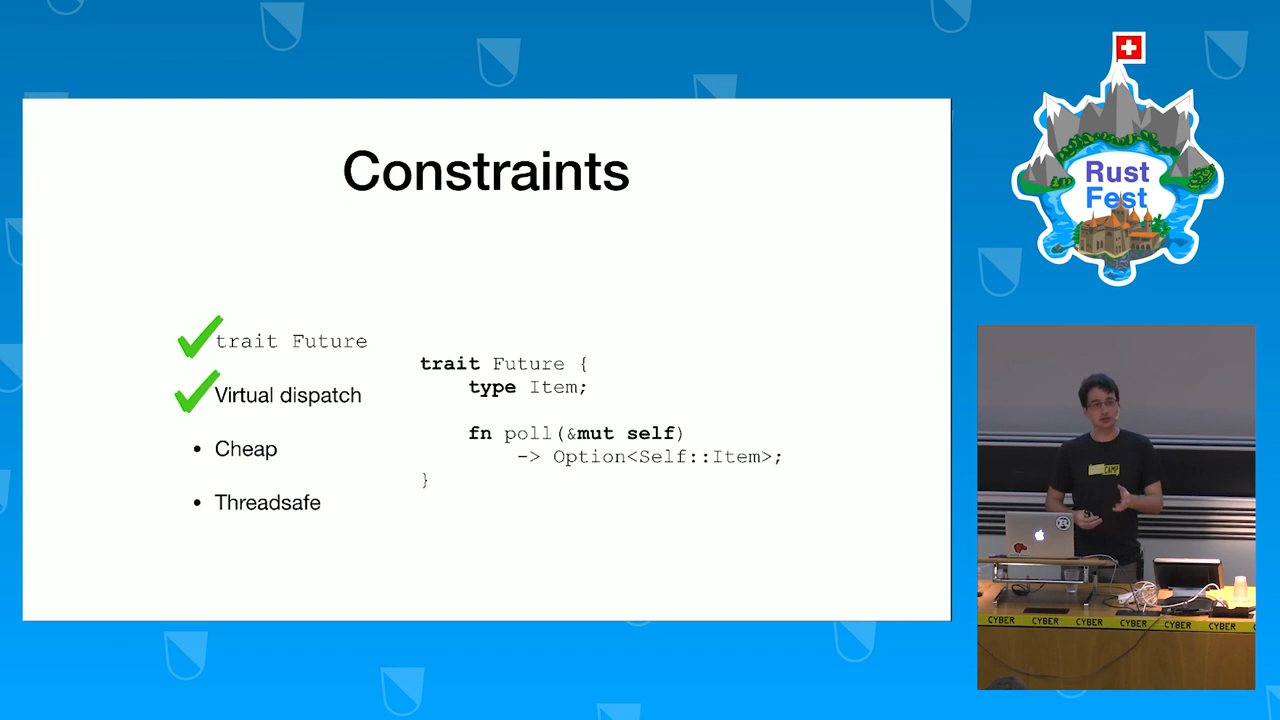 Constraints
trait Future
Virtual dispatch
• Cheap
• Threadsafe
trait Future {
type Item;
fn poll(&mut self)
-> Option<Self::Item>;
}
Rust
Fest
CAMP
CYBER CYBER CYBER CYBER CYBER CYBER